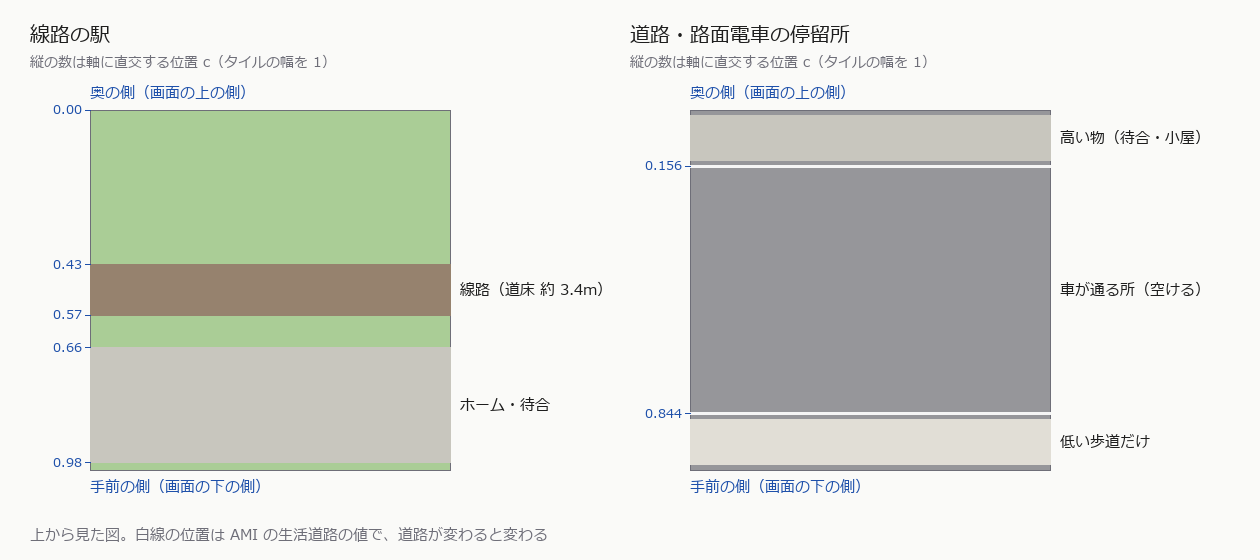 線路の駅
縦の数は軸に直交する位置 c（タイルの幅を 1）
奥の側（画面の上の側）
0.00
0.43
線路（道床 約 3.4m）
0.57
0.66
ホーム・待合
0.98
手前の側（画面の下の側）
道路・路面電車の停留所
縦の数は軸に直交する位置 c（タイルの幅を 1）
奥の側（画面の上の側）
高い物（待合・小屋）
0.156
車が通る所（空ける）
0.844
低い歩道だけ
手前の側（画面の下の側）
上から見た図。白線の位置は AMI の生活道路の値で、道路が変わると変わる